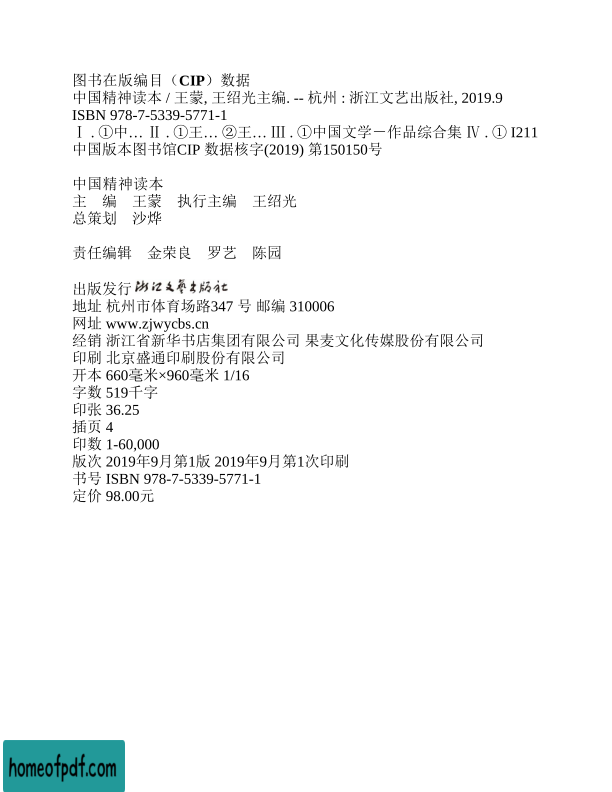 图书在版编目（CIP）数据
中国精神读本 / 王蒙, 王绍光主编. -- 杭州 : 浙江文艺出版社, 2019.9
ISBN 978-7-5339-5771-1
Ⅰ . ①中… Ⅱ . ①王… ②王… Ⅲ . ①中国文学－作品综合集 Ⅳ . ① I211
中国版本图书馆CIP 数据核字(2019) 第150150号
中国精神读本
主　编　王蒙　执行主编　王绍光
总策划　沙烨
责任编辑　金荣良　罗艺　陈园
出版发行 浙江文艺出版社
地址 杭州市体育场路347 号 邮编 310006
网址 www.zjwycbs.cn
经销 浙江省新华书店集团有限公司 果麦文化传媒股份有限公司
印刷 北京盛通印刷股份有限公司
开本 660毫米×960毫米 1/16
字数 519千字
印张 36.25
插页 4
印数 1-60,000
版次 2019年9月第1版 2019年9月第1次印刷
书号 ISBN 978-7-5339-5771-1
定价 98.00元
homeofpdf.com